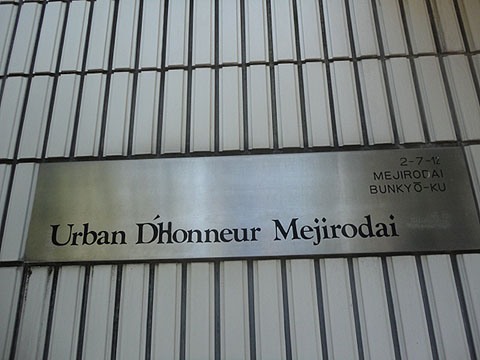 2-7-12
MEJIRODAI
BUNKYŌ-KU
Urban D'Honneur Mejirodai